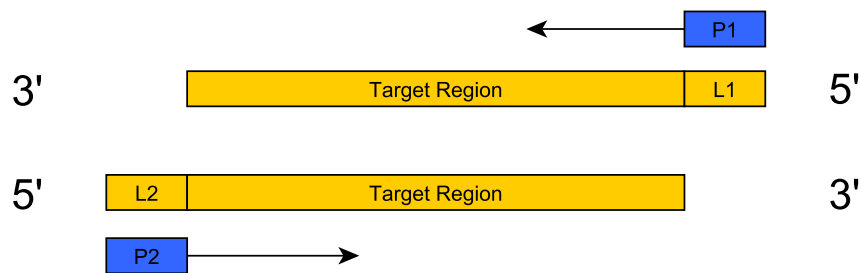 P1
3' Target Region L1 5'
5' L2 Target Region 3'
P2